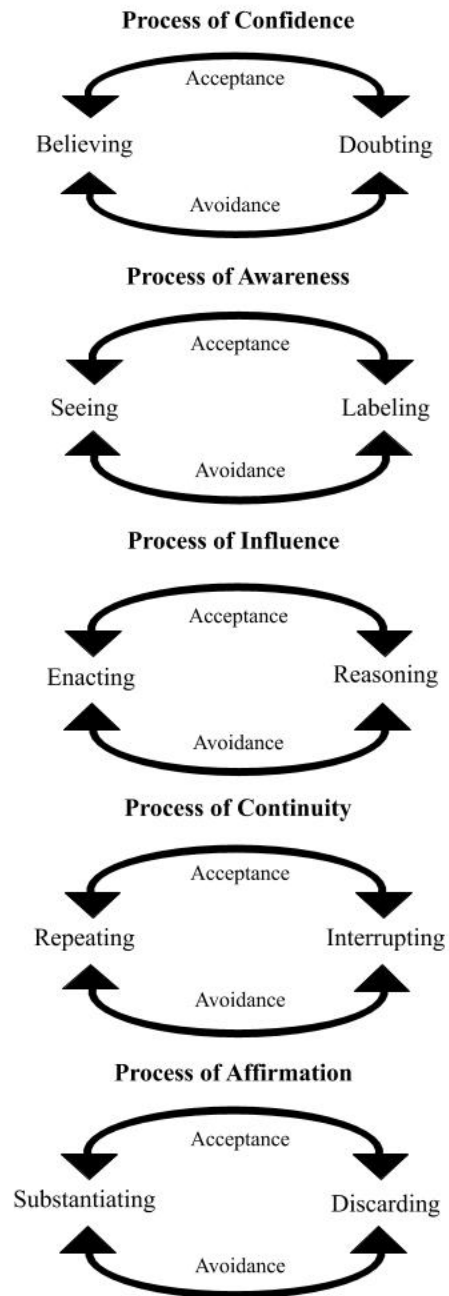 Process of Confidence
Acceptance
Believing Doubting
Avoidance
Process of Awareness
Acceptance
Seeing Labeling
Avoidance
Process of Influence
Acceptance
Enacting Reasoning
Avoidance
Process of Continuity
Acceptance
Repeating Interrupting
Avoidance
Process of Affirmation
Acceptance
Substantiating Discarding
Avoidance